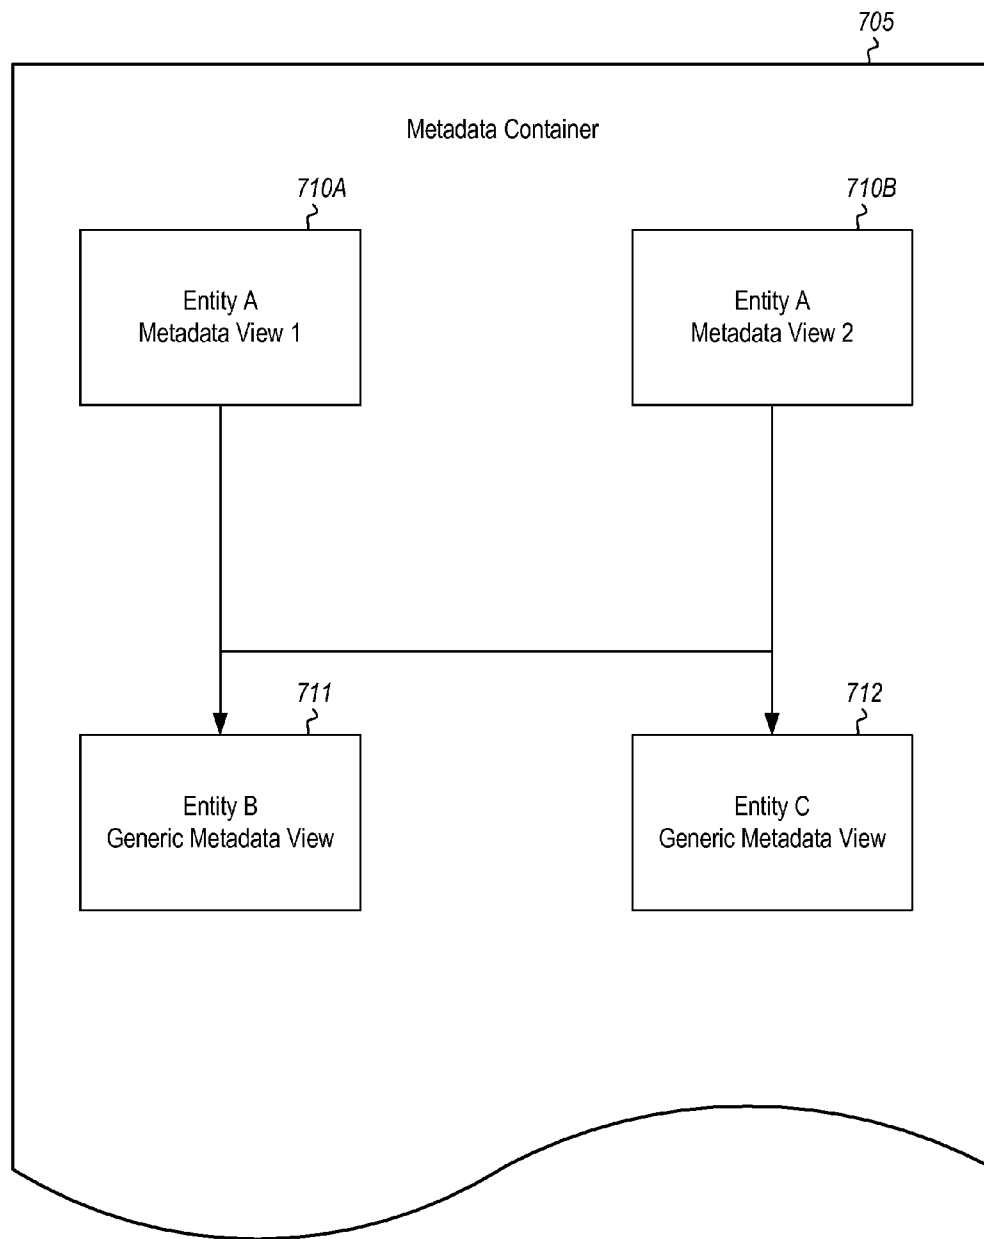 705
Metadata Container
710A
710B
Entity A
Metadata View 1
Entity A
Metadata View 2
711
712
Entity B
Generic Metadata View
Entity C
Generic Metadata View